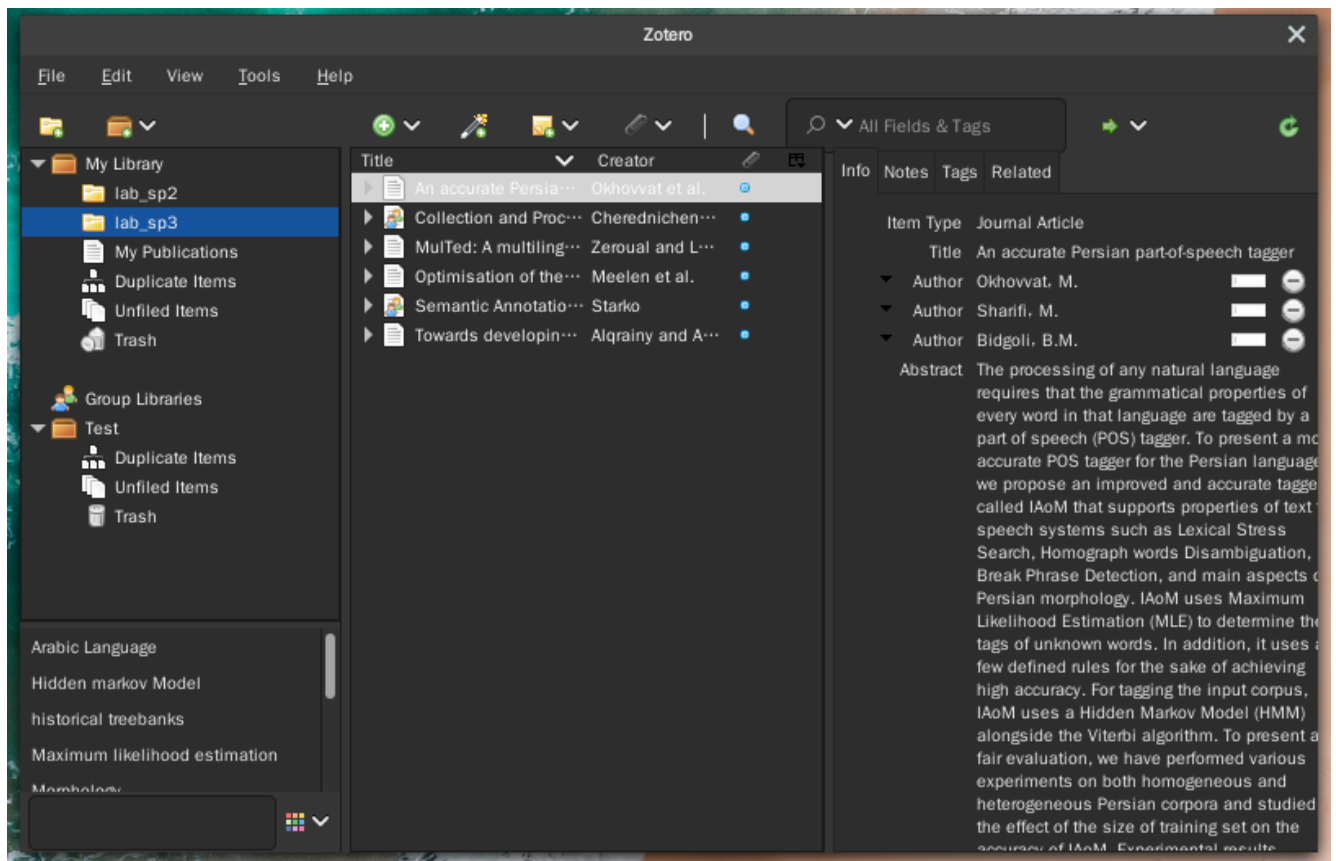 Zotero
File Edit View Tools Help
All Fields & Tags
My Library
lab_sp2
lab_sp3
My Publications
Duplicate Items
Unfiled Items
Trash
Group Libraries
Test
Duplicate Items
Unfiled Items
Trash
Arabic Language
Hidden markov Model
historical treebanks
Maximum likelihood estimation
Morphology
Title Creator
An accurate Persia··· Okhovvat et al.
Collection and Proc··· Cherednichen···
MulTed: A multiling··· Zeroual and L···
Optimisation of the··· Meelen et al.
Semantic Annotatio··· Starko
Towards developin··· Alqrainy and A···
Info Notes Tags Related
Item Type Journal Article
Title An accurate Persian part-of-speech tagger
Author Okhovvat, M.
Author Sharifi, M.
Author Bidgoli, B.M.
Abstract The processing of any natural language
requires that the grammatical properties of
every word in that language are tagged by a
part of speech (POS) tagger. To present a mo
accurate POS tagger for the Persian language
we propose an improved and accurate tagge
called IAoM that supports properties of text
speech systems such as Lexical Stress
Search, Homograph words Disambiguation,
Break Phrase Detection, and main aspects
Persian morphology. IAoM uses Maximum
Likelihood Estimation (MLE) to determine the
tags of unknown words. In addition, it uses
few defined rules for the sake of achieving
high accuracy. For tagging the input corpus,
IAoM uses a Hidden Markov Model (HMM)
alongside the Viterbi algorithm. To present a
fair evaluation, we have performed various
experiments on both homogeneous and
heterogeneous Persian corpora and studied
the effect of the size of training set on the
accuracy of IAoM. Experimental results